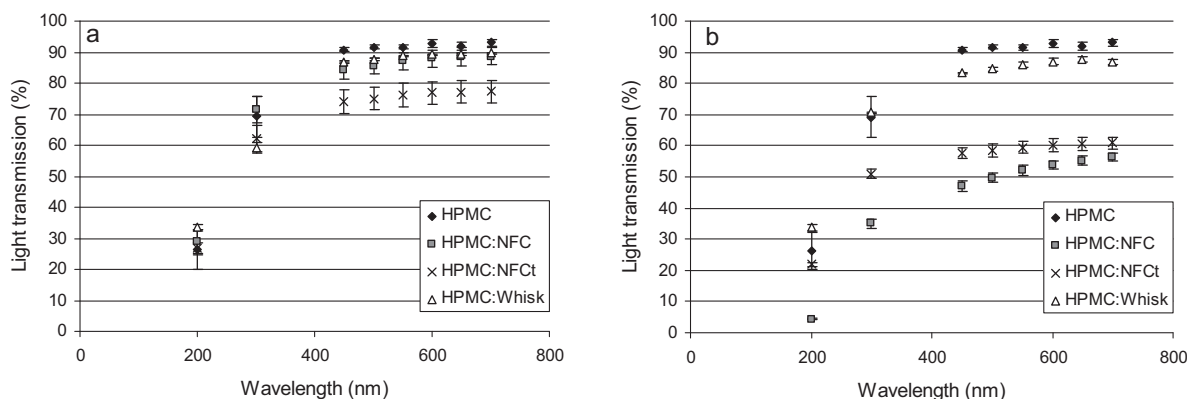 a
Light transmission (%)
100
90
80
70
60
50
40
30
20
10
0
HPMC
HPMC:NFC
HPMC:NFCt
HPMC:Whisk
0 200 400 600 800
Wavelength (nm)
b
Light transmission (%)
100
90
80
70
60
50
40
30
20
10
0
HPMC
HPMC:NFC
HPMC:NFCt
HPMC:Whisk
0 200 400 600 800
Wavelength (nm)